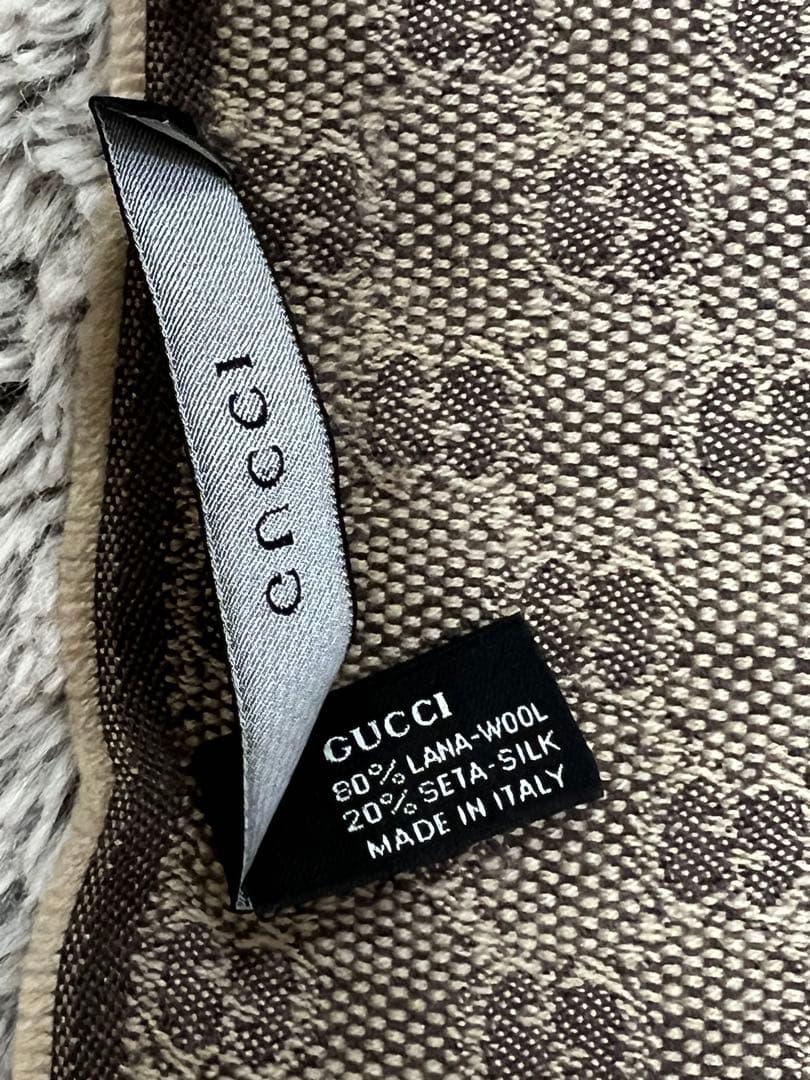 GUCCI
GUCCI
80% LANA-WOOL
20% SETA-SILK
MADE IN ITALY